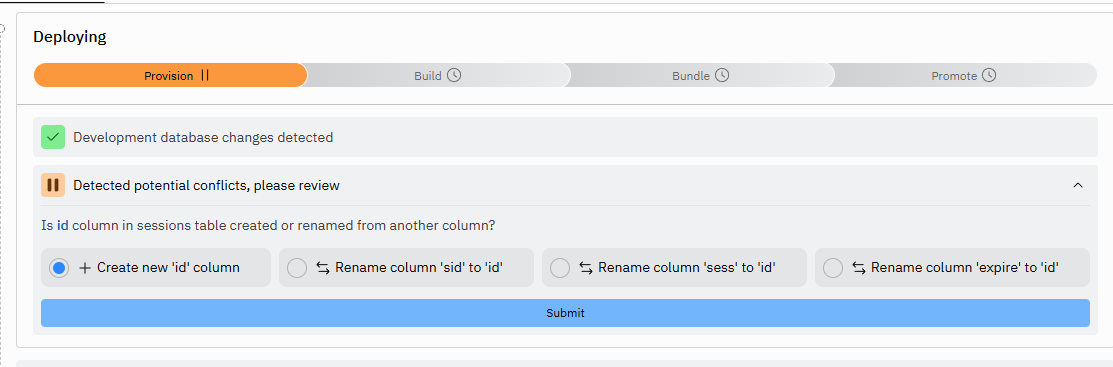 Deploying
Provision
Build
Bundle
Promote
Development database changes detected
Detected potential conflicts, please review
Is id column in sessions table created or renamed from another column?
Create new 'id' column
Rename column 'sid' to 'id'
Rename column 'sess' to 'id'
Rename column 'expire' to 'id'
Submit